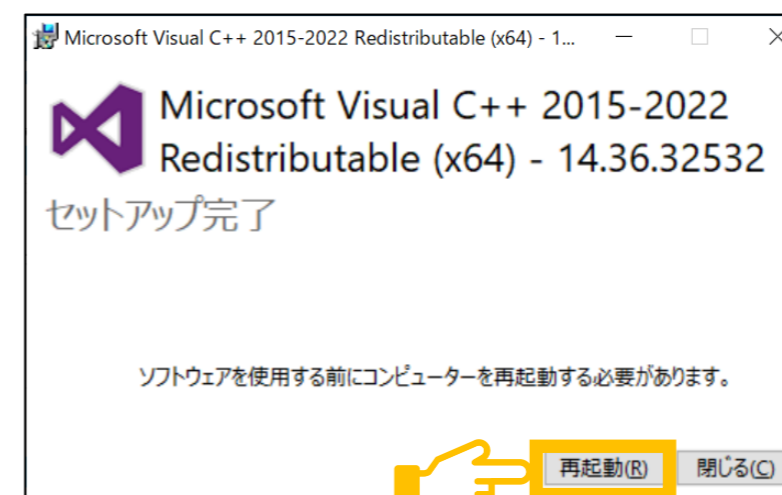 Microsoft Visual C++ 2015-2022 Redistributable (x64) - 1...
Microsoft Visual C++ 2015-2022
Redistributable (x64) - 14.36.32532
セットアップ完了
ソフトウェアを使用する前にコンピューターを再起動する必要があります。
再起動(R) 閉じる(C)